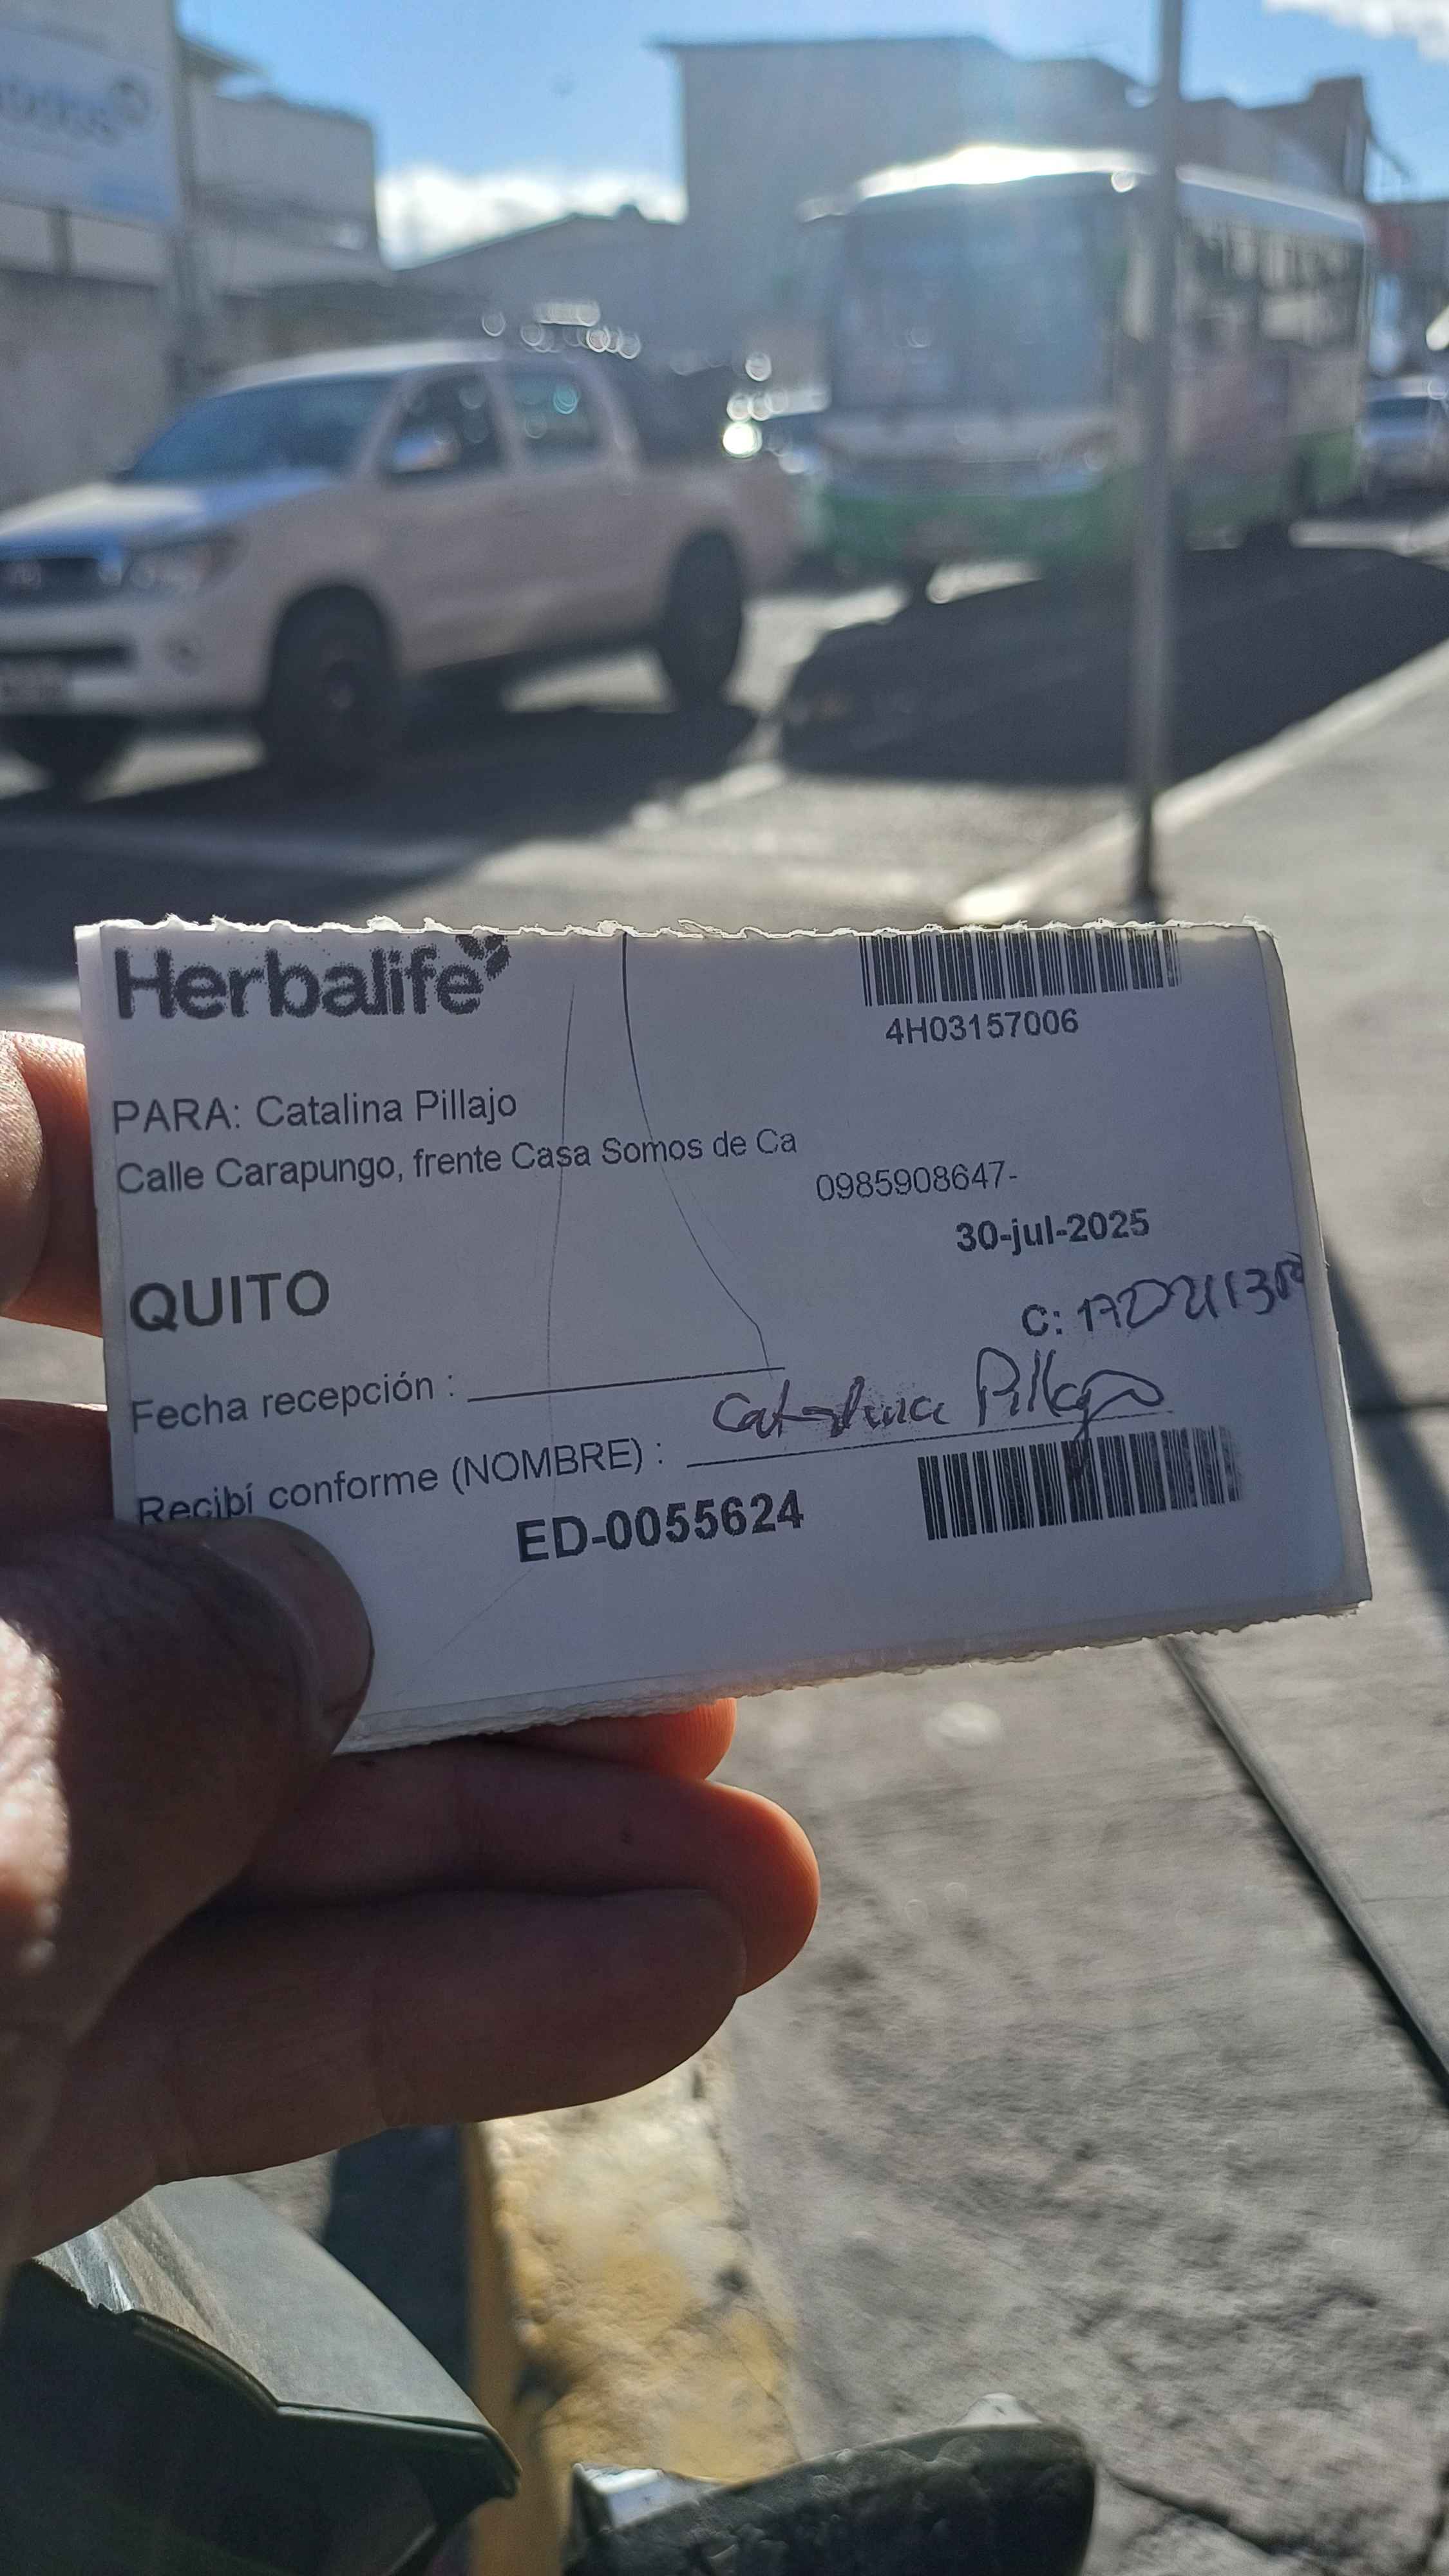 Herbalife
4H03157006
PARA: Catalina Pillajo
Calle Carapungo, frente Casa Somos de Ca
0985908647-
30-jul-2025
QUITO
C:
Fecha recepción :
Recibí conforme (NOMBRE) : Catalina Pillajo
ED-0055624